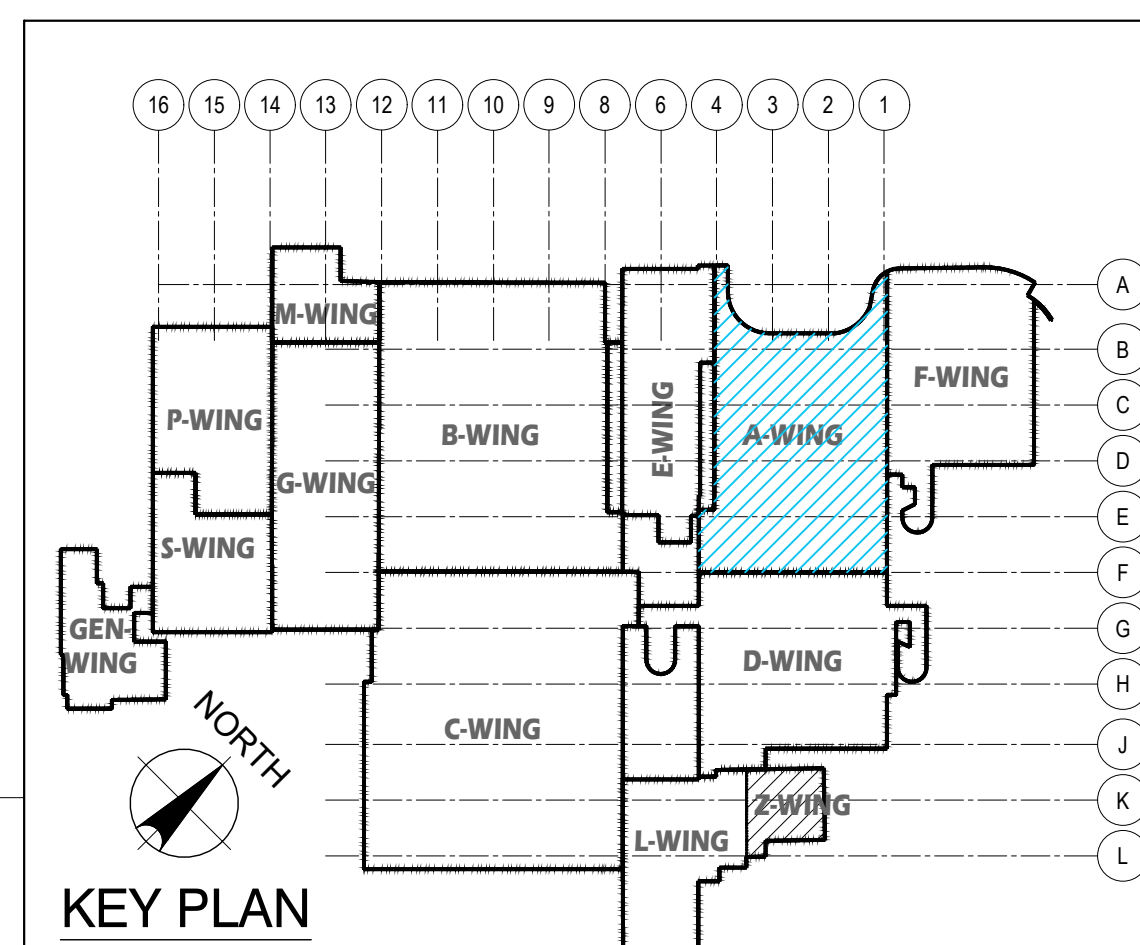 16 15 14 13 12 11 10 9 8 6 4 3 2 1
A
M-WING
B
F-WING
P-WING
C
B-WING
E-WING
A-WING
D
G-WING
E
S-WING
F
GEN-
WING
G
D-WING
H
NORTH
C-WING
J
Z-WING
K
L-WING
L
KEY PLAN